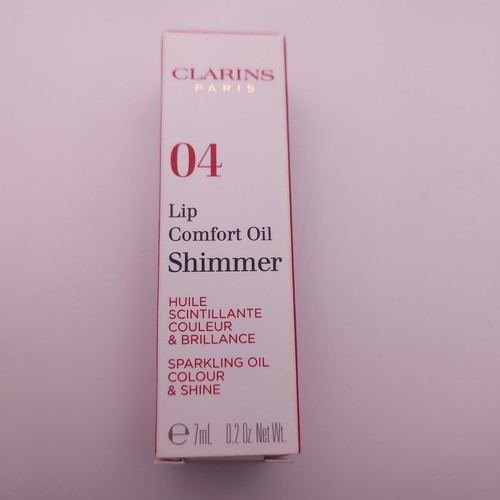 CLARINS
PARIS
04
Lip
Comfort Oil
Shimmer
HUILE
SCINTILLANTE
COULEUR
& BRILLANCE
SPARKLING OIL
COLOUR
& SHINE
℮ 7mL 0.2 Oz. Net Wt.